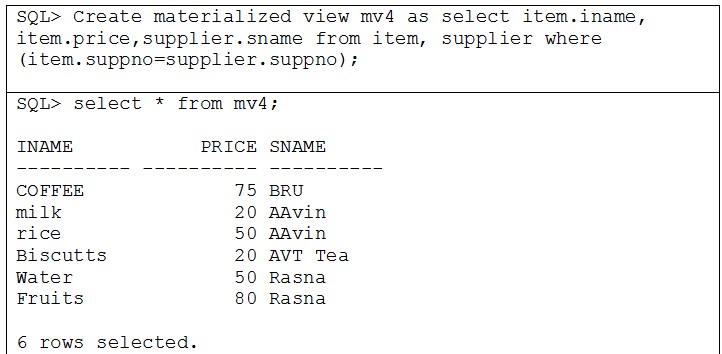 SQL> Create materialized view mv4 as select item.iname,
item.price,supplier.sname from item, supplier where
(item.suppno=supplier.suppno);
SQL> select * from mv4;
INAME PRICE SNAME
---------- ---------- ----------
COFFEE 75 BRU
milk 20 AAvin
rice 50 AAvin
Biscutts 20 AVT Tea
Water 50 Rasna
Fruits 80 Rasna
6 rows selected.